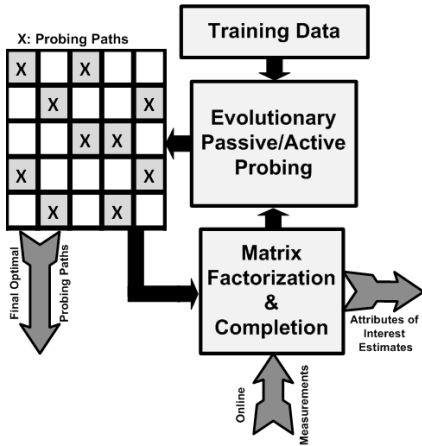 X: Probing Paths
Training Data
X X
X X
X X
X X
X X
Evolutionary
Passive/Active
Probing
Matrix
Factorization
&
Completion
Final Optimal
Probing Paths
Attributes of
Interest
Estimates
Online
Measurements